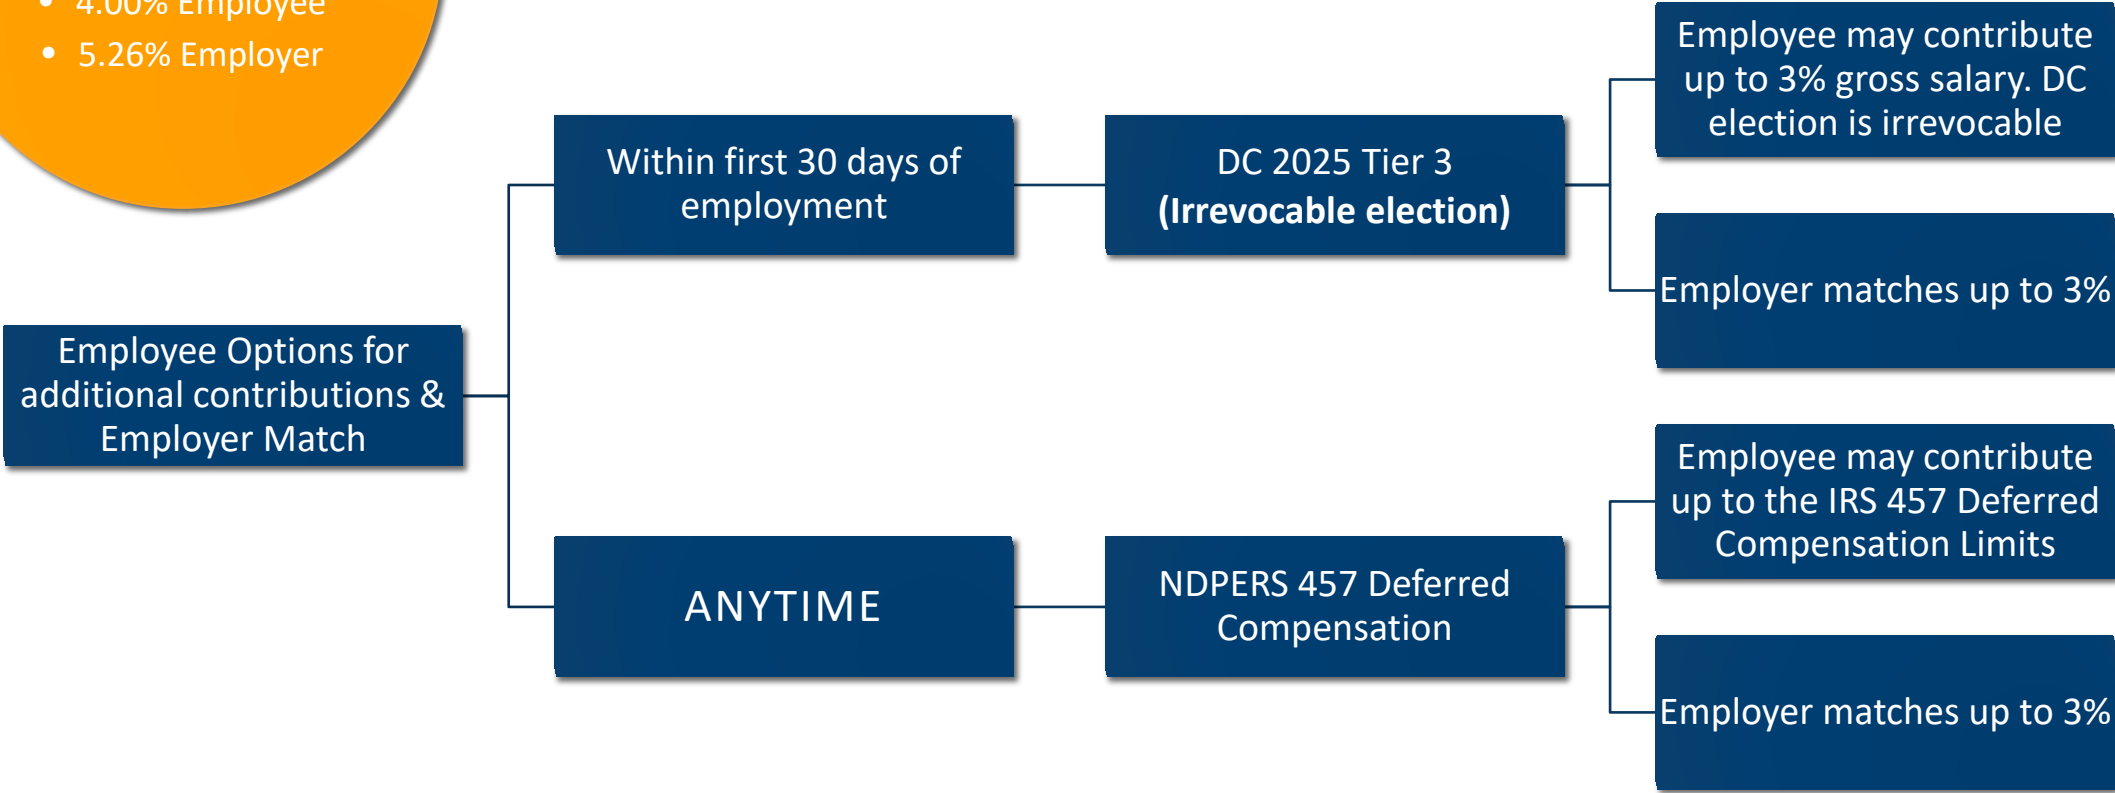 • 4.00% Employee
• 5.26% Employer
Employee Options for
additional contributions &
Employer Match
Within first 30 days of
employment
DC 2025 Tier 3
(Irrevocable election)
Employee may contribute
up to 3% gross salary. DC
election is irrevocable
Employer matches up to 3%
ANYTIME
NDPERS 457 Deferred
Compensation
Employee may contribute
up to the IRS 457 Deferred
Compensation Limits
Employer matches up to 3%